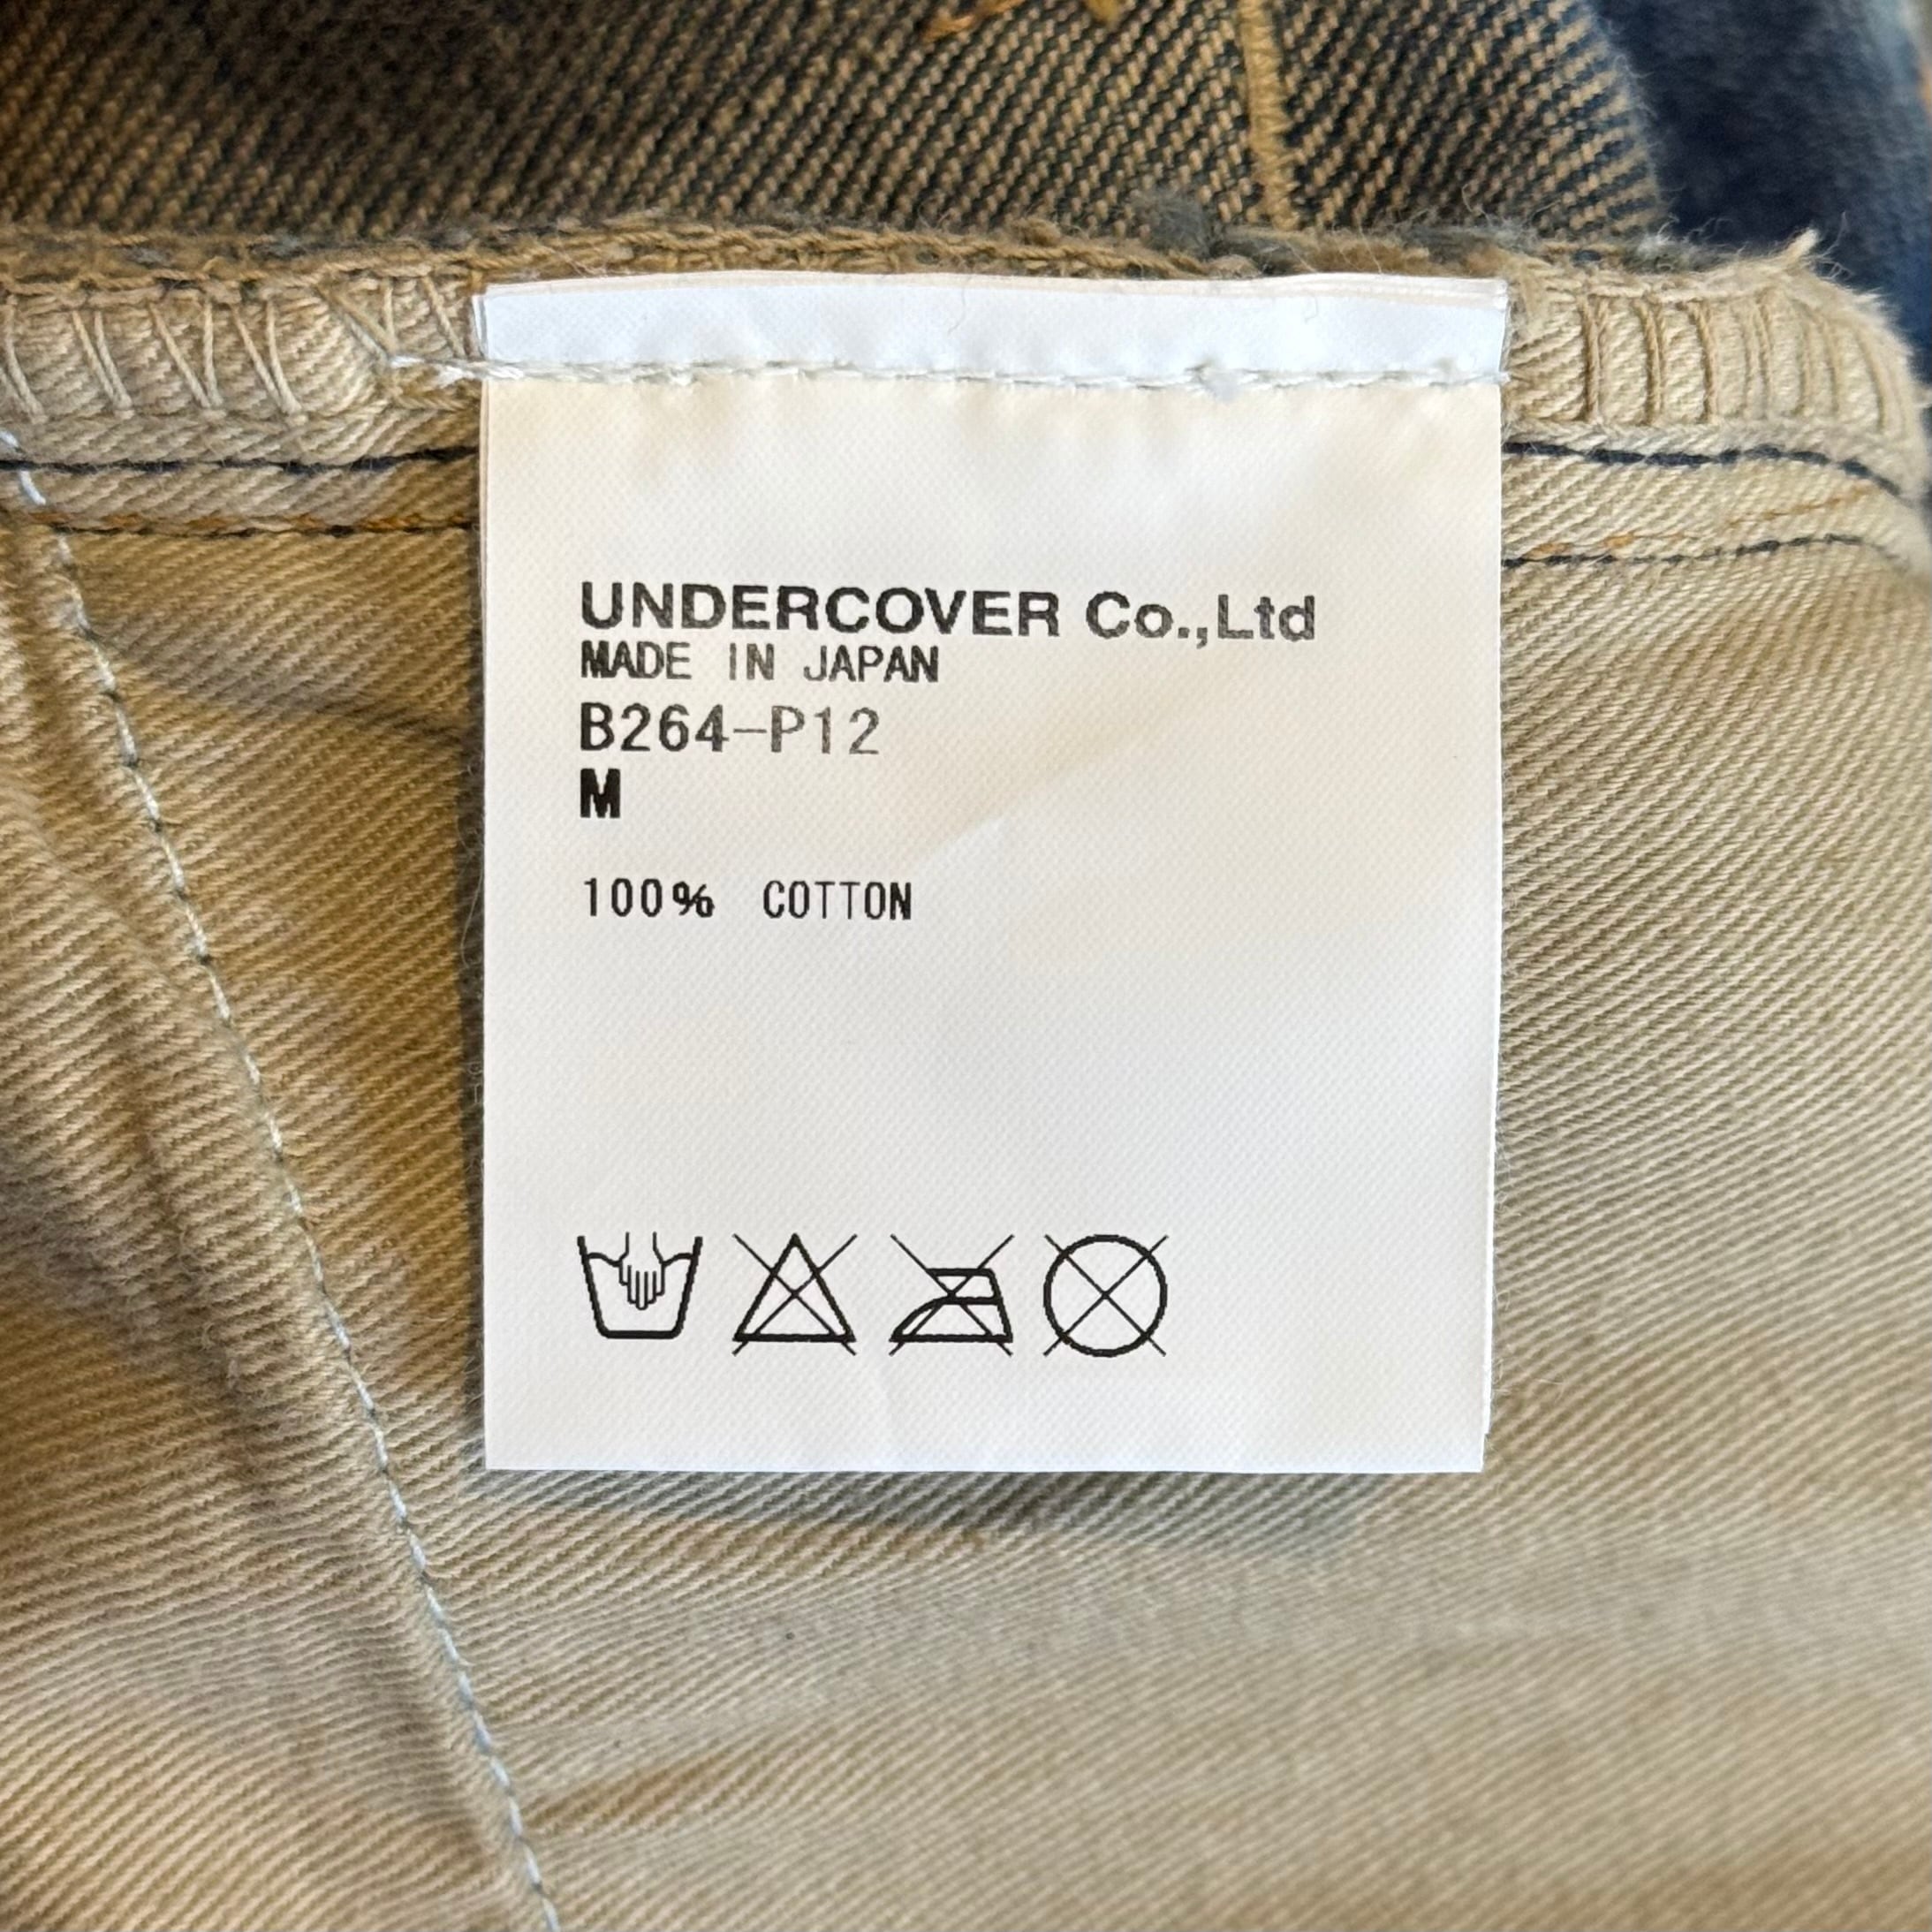 UNDERCOVER Co.,Ltd
MADE IN JAPAN
B264-P12
M
100% COTTON